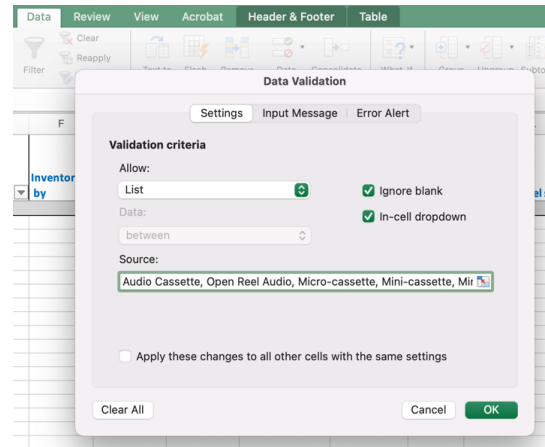 Data Review View Acrobat Header & Footer Table
Clear
Reapply
Filter
Data Validation
F
Settings Input Message Error Alert
Validation criteria
Inventor
by
Allow:
List
Ignore blank
Data:
In-cell dropdown
between
Source:
Audio Cassette, Open Reel Audio, Micro-cassette, Mini-cassette, Mir
Apply these changes to all other cells with the same settings
Clear All Cancel OK